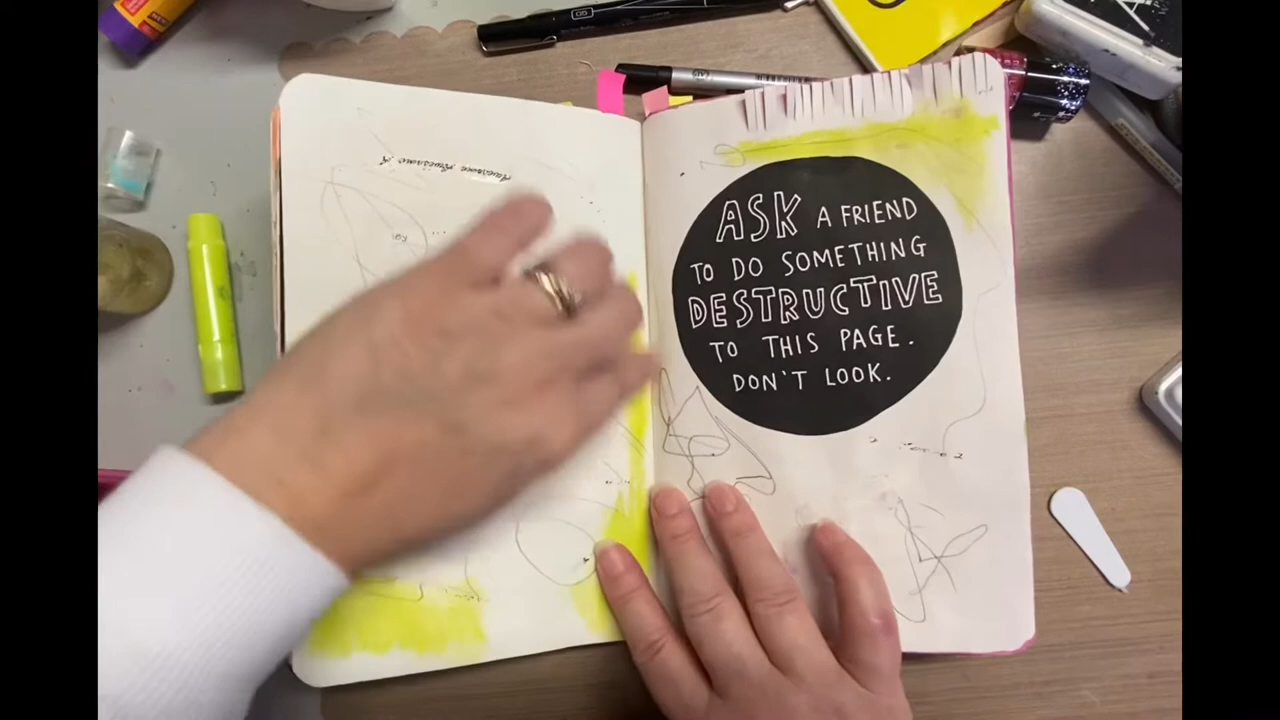 ASK A FRIEND
TO DO SOMETHING
DESTRUCTIVE
TO THIS PAGE.
DON'T LOOK.